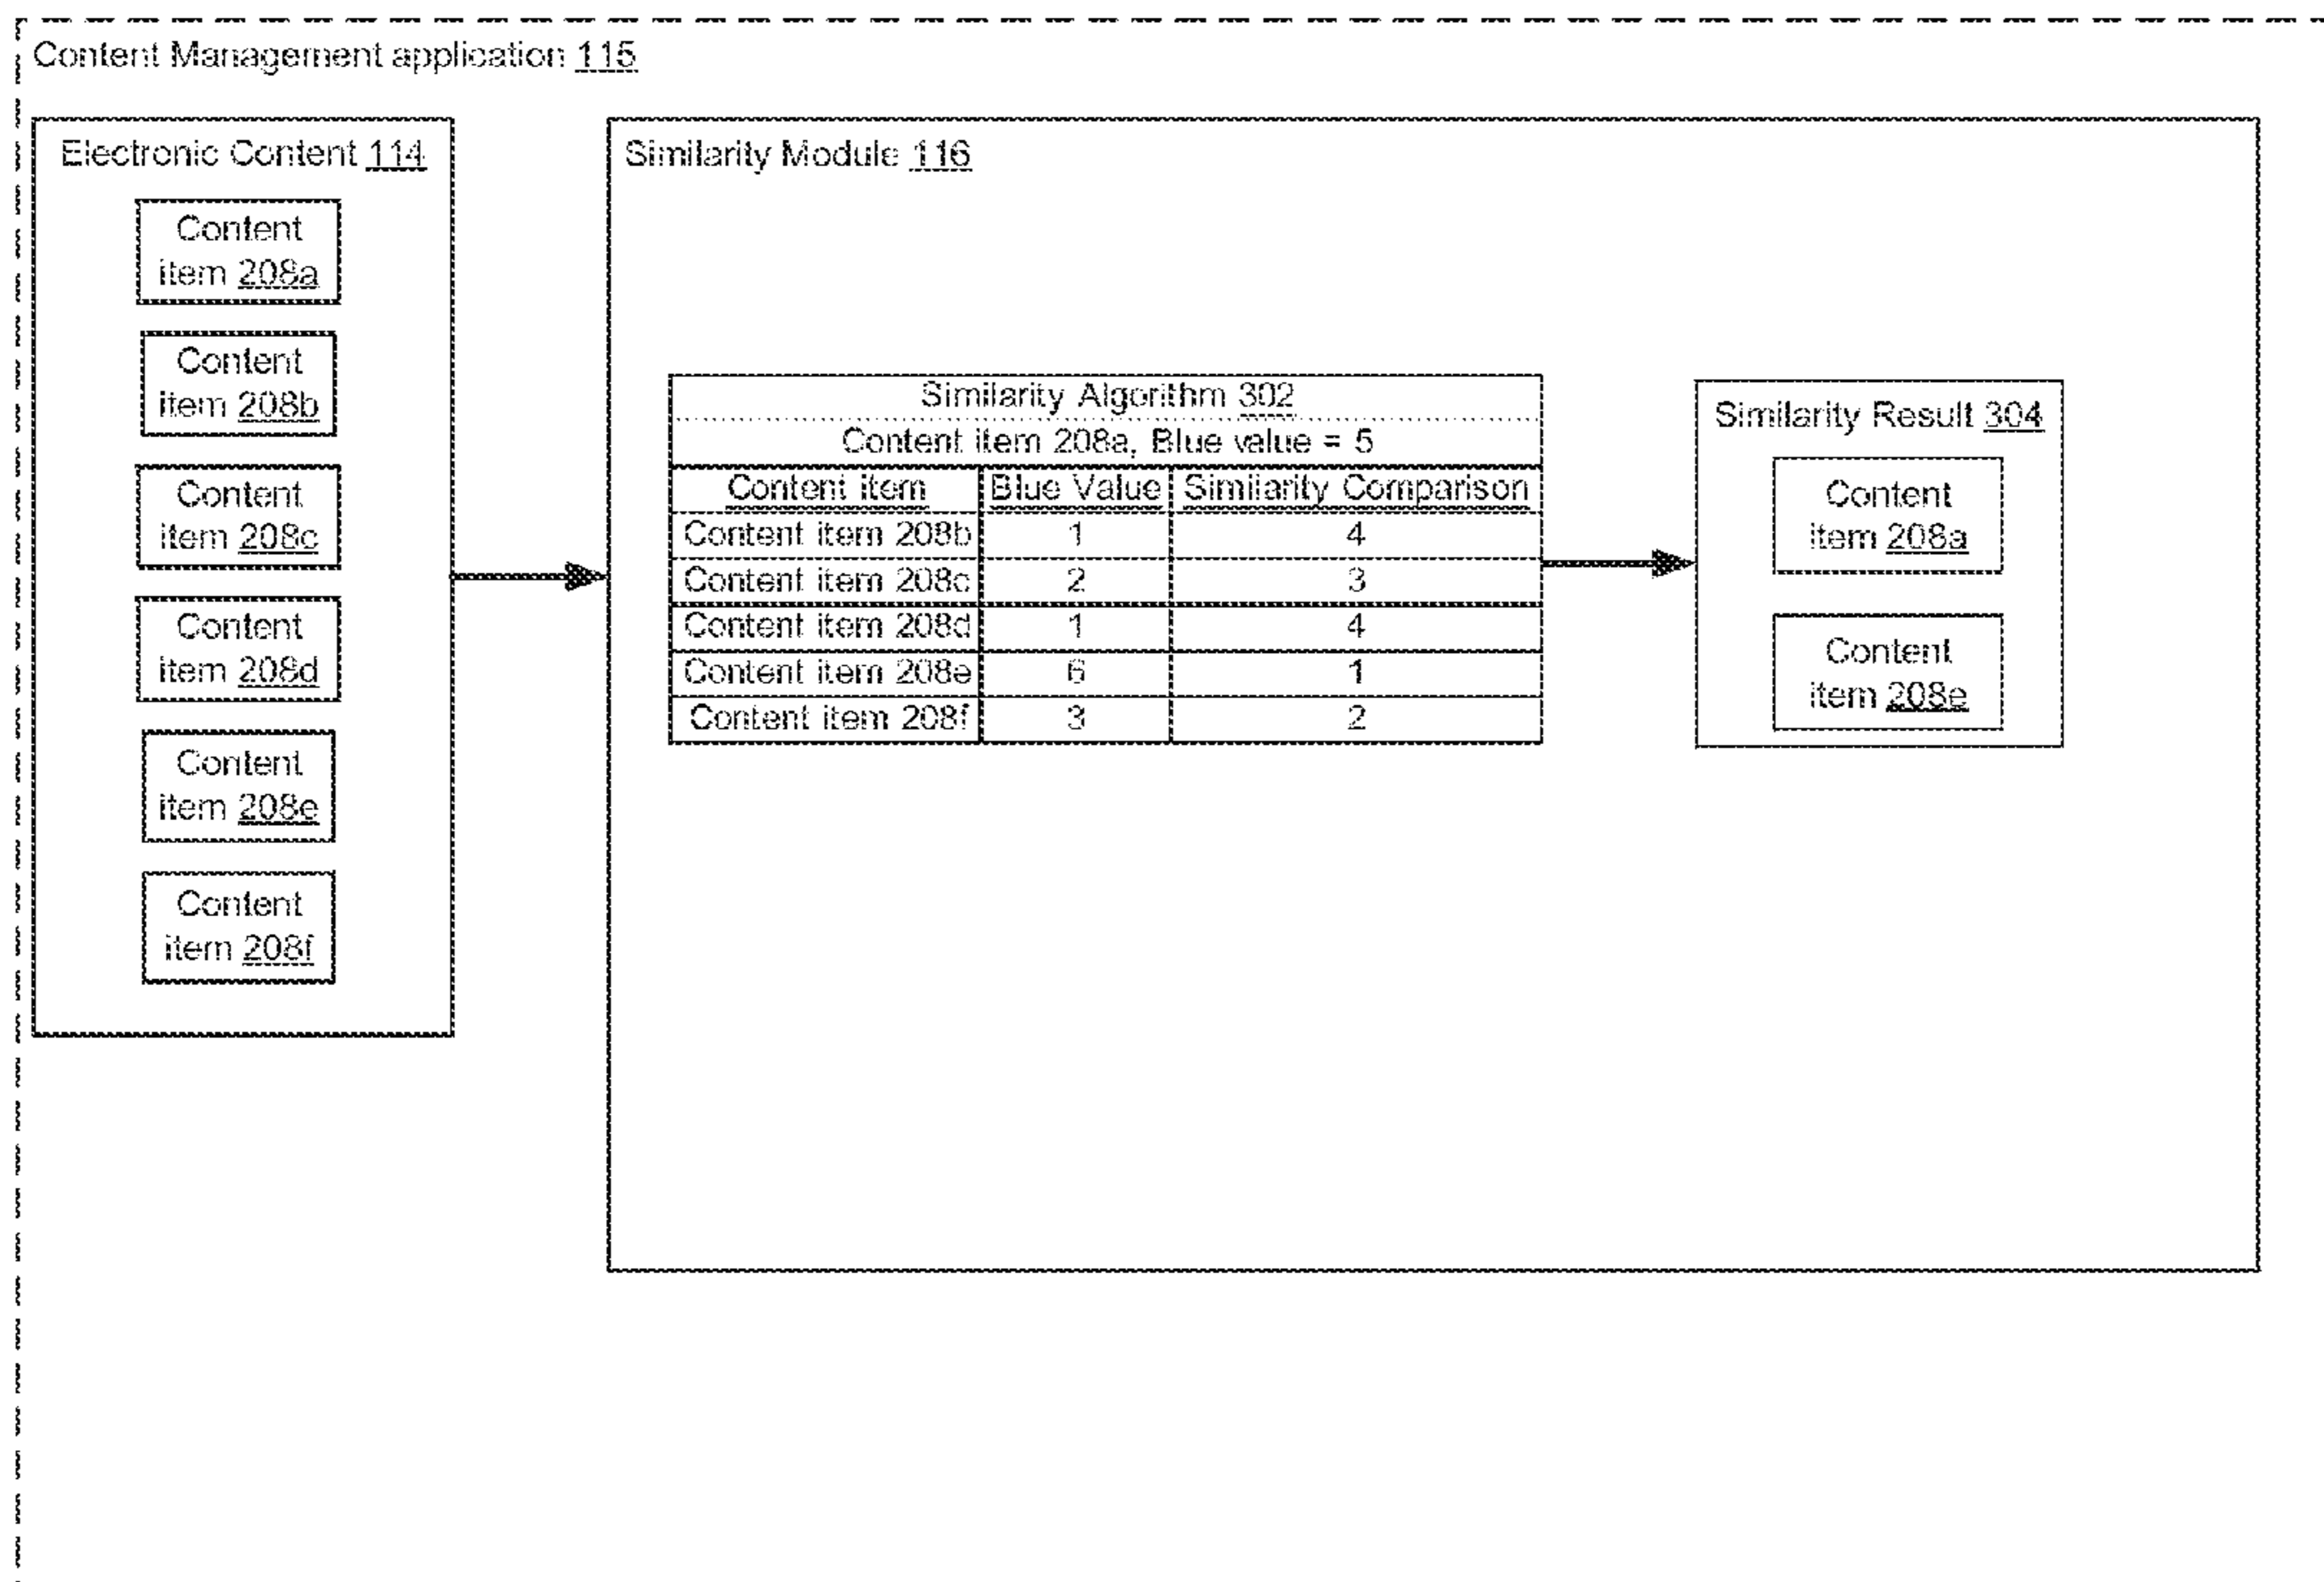 Content Management application 115
Electronic Content 114
Content
item 208a
Content
item 208b
Content
item 208c
Content
item 208d
Content
item 208e
Content
item 208f
Similarity Module 116
Similarity Algorithm 302
Content item 208a, Blue value = 5
Content item Blue Value Similarity Comparison
Content item 208b 1 4
Content item 208c 2 3
Content item 208d 1 4
Content item 208e 6 1
Content item 208f 3 2
Similarity Result 304
Content
item 208a
Content
item 208e